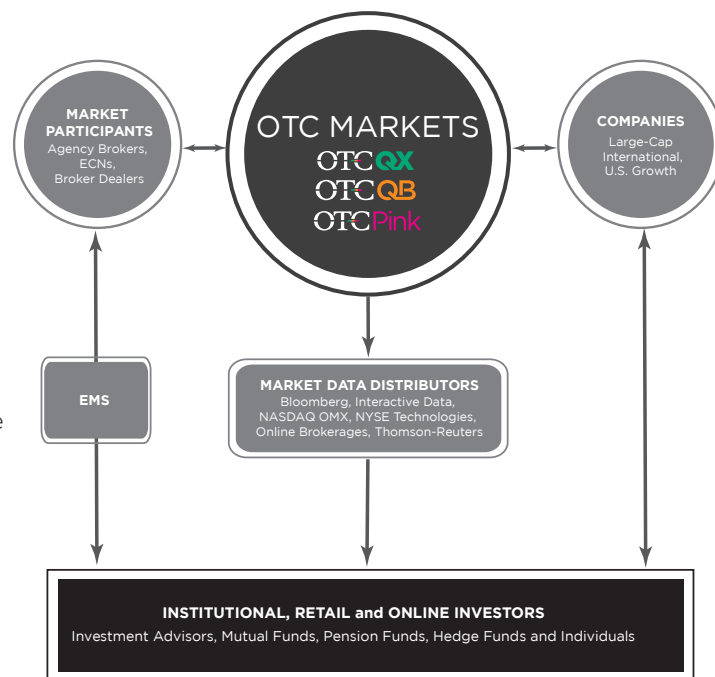 MARKET
PARTICIPANTS
Agency Brokers,
ECNs,
Broker Dealers
OTC MARKETS
OTCQX
OTCQB
OTCPink
COMPANIES
Large-Cap
International,
U.S. Growth
EMS
MARKET DATA DISTRIBUTORS
Bloomberg, Interactive Data,
NASDAQ OMX, NYSE Technologies,
Online Brokerages, Thomson-Reuters
e
INSTITUTIONAL, RETAIL and ONLINE INVESTORS
Investment Advisors, Mutual Funds, Pension Funds, Hedge Funds and Individuals